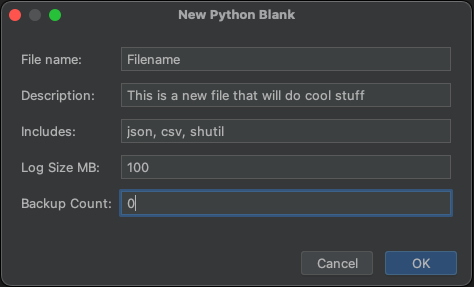 New Python Blank
File name: Filename
Description: This is a new file that will do cool stuff
Includes: json, csv, shutil
Log Size MB: 100
Backup Count: 0
Cancel OK